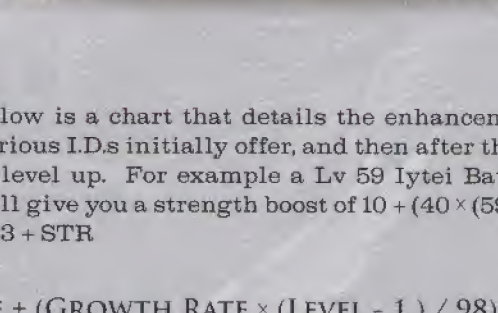 low is a chart that details the enhancen
rious I.D.s initially offer, and then after th
level up. For example a Lv 59 Iytei Ba
ll give you a strength boost of 10 + (40 × (5
3 + STR
+ (GROWTH RATE × (LEVEL - 1 ) / 98)